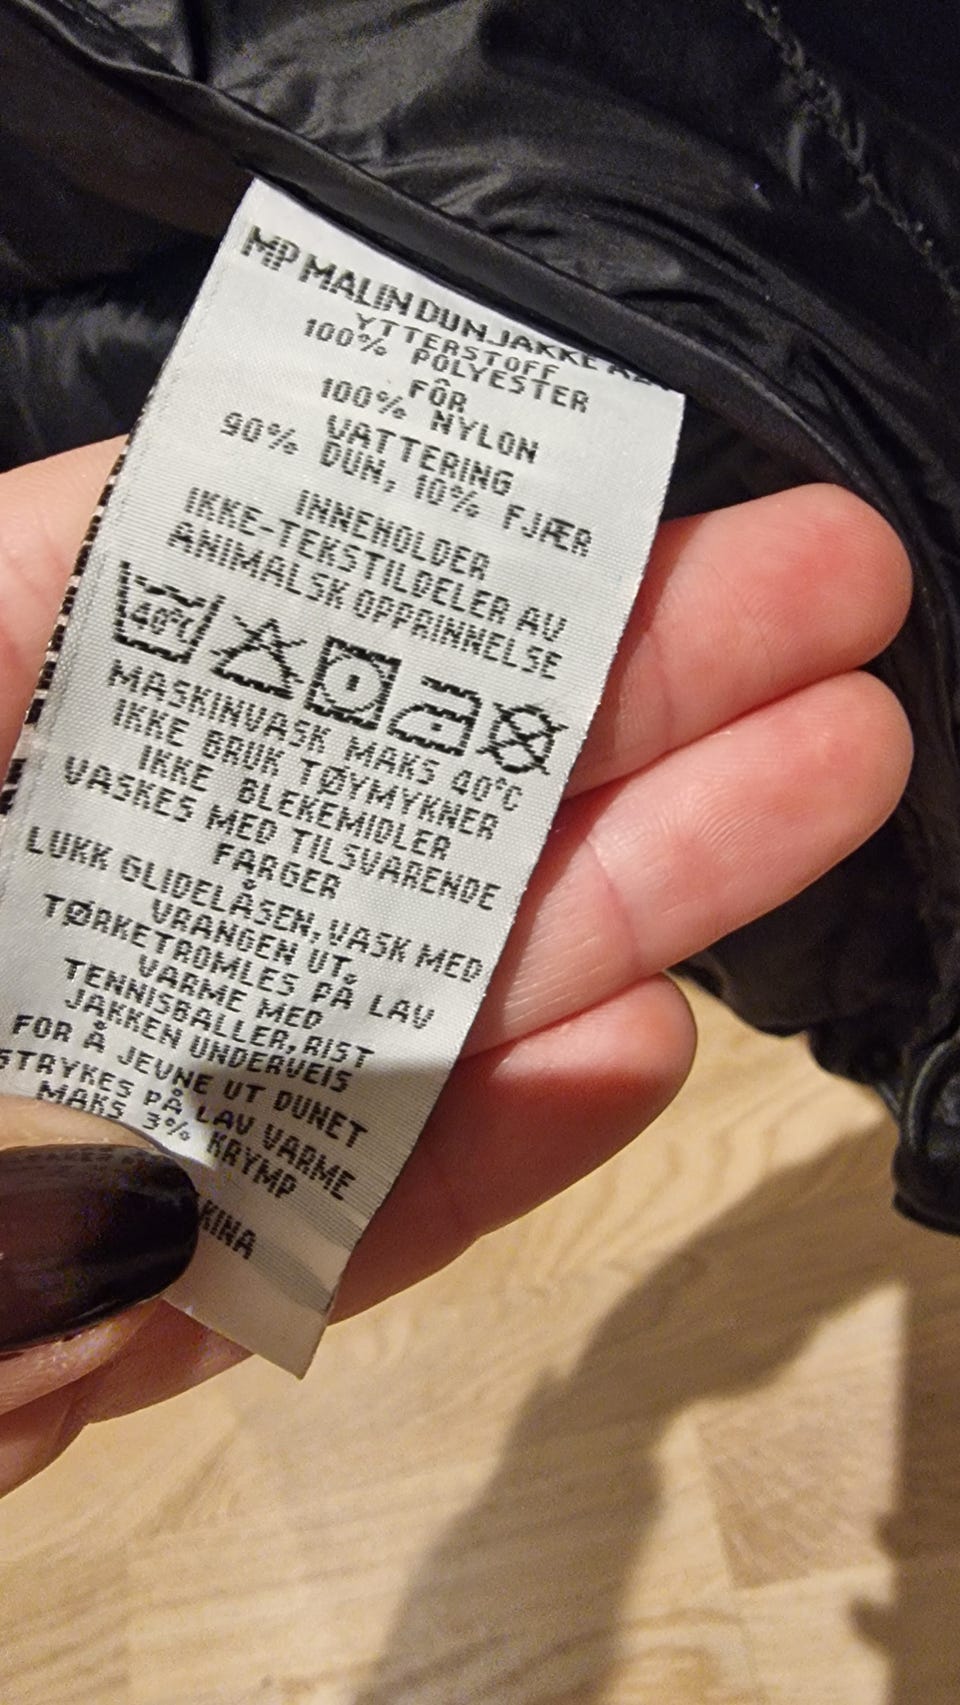 MP MALIN DUNJAKKE
YTTERSTOFF
100% POLYESTER
FÔR
100% NYLON
VATTERING
90% DUN, 10% FJÆR
INNEHOLDER
IKKE-TEKSTILDELER AV
ANIMALSK OPPRINNELSE
40°C
MASKINVASK MAKS 40°C
IKKE BRUK TØYMYKNER
IKKE BLEKEMIDLER
VASKES MED TILSVARENDE
FARGER
LUKK GLIDELÅSEN, VASK MED
VRANGEN UT.
TØRKETROMLES PÅ LAV
VARME MED
TENNISBALLER, RIST
JAKKEN UNDERVEIS
FOR Å JEVNE UT DUNET
STRYKES PÅ LAV VARME
MAKS 3% KRYMP
KINA